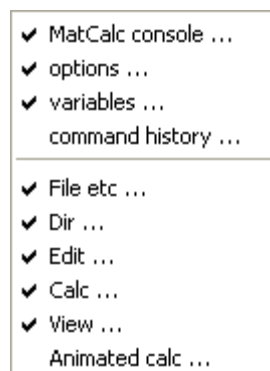 MatCalc console ...
options ...
variables ...
command history ...
File etc ...
Dir ...
Edit ...
Calc ...
View ...
Animated calc ...